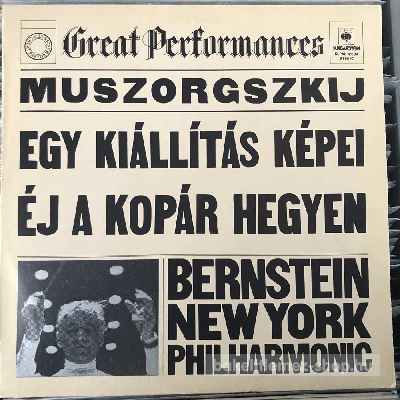 Great Performances
MUSZORGSZKIJ
EGY KIÁLLÍTÁS KÉPEI
ÉJ A KOPÁR HEGYEN
BERNSTEIN
NEW YORK
PHILHARMONIC